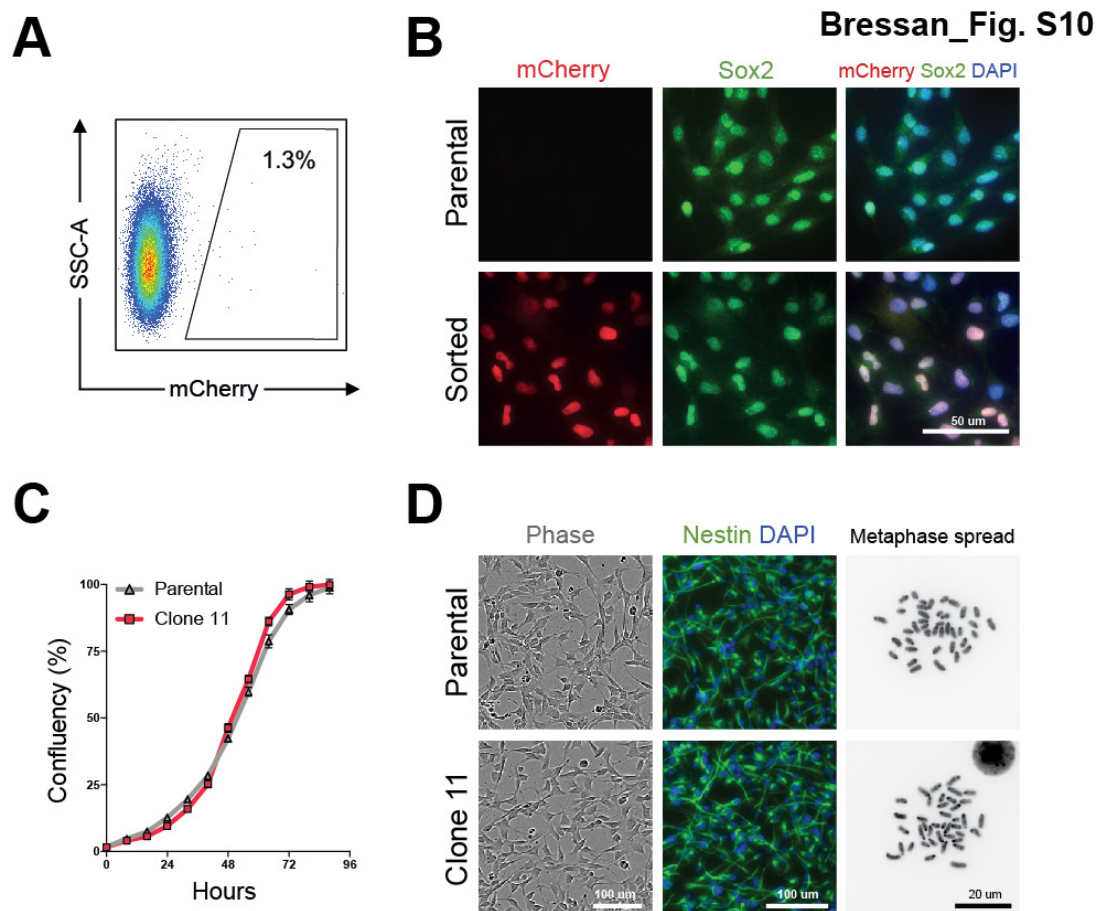 Bressan_Fig. S10
A
1.3%
SSC-A
mCherry
B
mCherry
Sox2
mCherry Sox2 DAPI
Parental
Sorted
50 um
C
100
75
50
25
0
Confluency (%)
Parental
Clone 11
0 24 48 72 96
Hours
D
Phase
Nestin DAPI
Metaphase spread
Parental
Clone 11
100 um
100 um
20 um